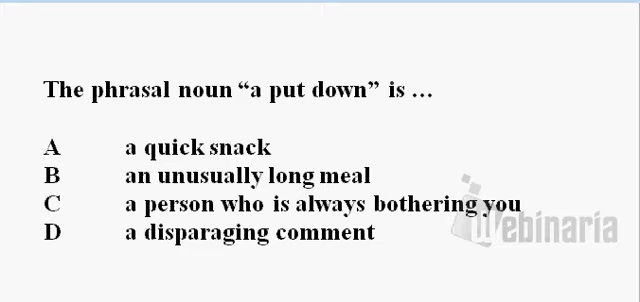 The phrasal noun “a put down” is …
A a quick snack
B an unusually long meal
C a person who is always bothering you
D a disparaging comment
Webinaria